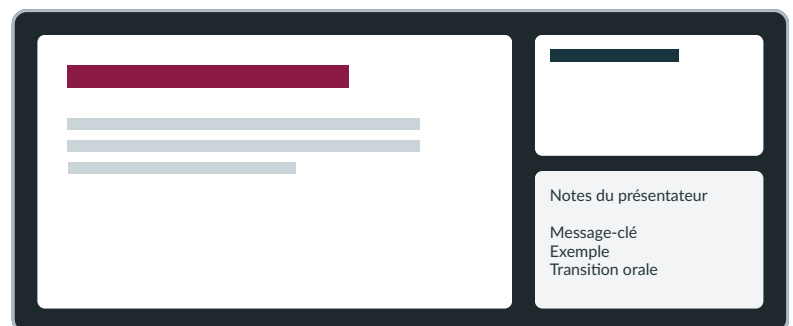 Notes du présentateur
Message-clé
Exemple
Transition orale